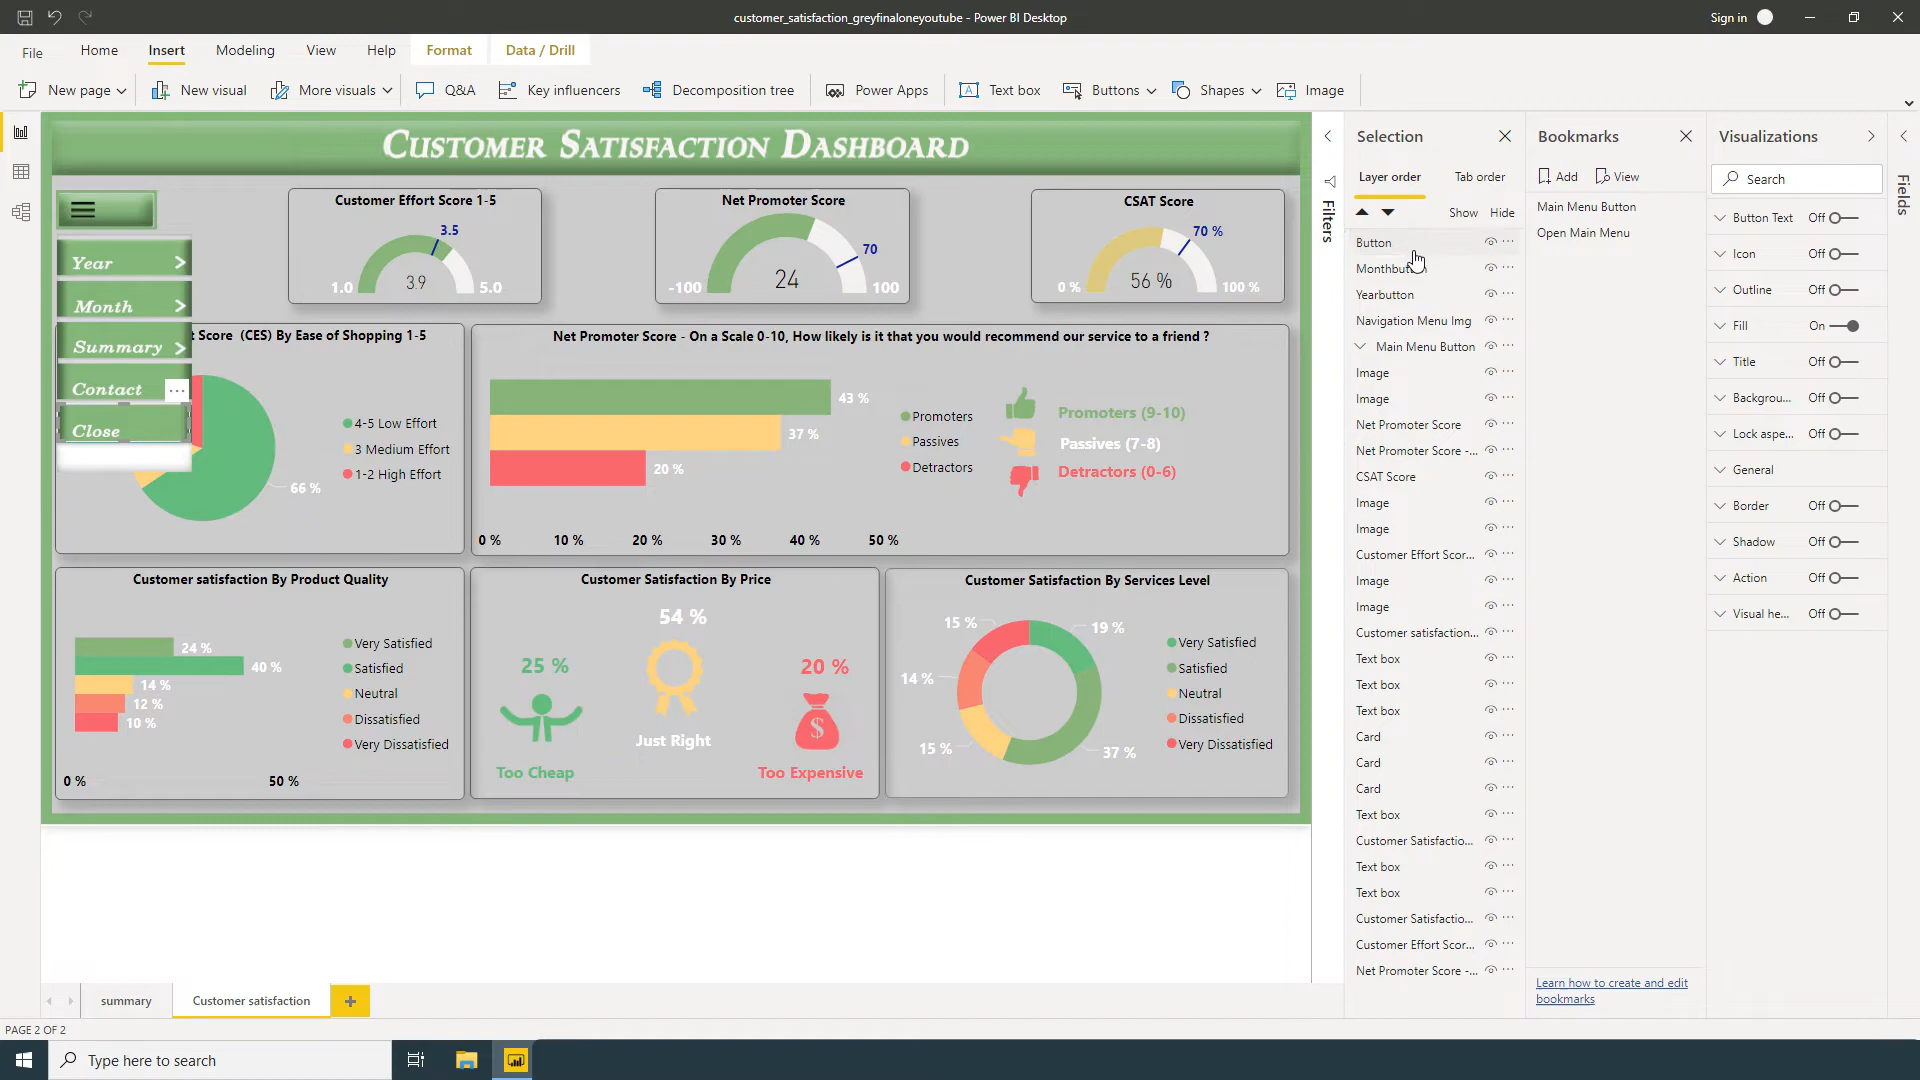 customer_satisfaction_greyfinaloneyoutube - Power BI Desktop
Sign in
File
Home
Insert
Modeling
View
Help
Format
Data / Drill
New page
New visual
More visuals
Q&A
Key influencers
Decomposition tree
Power Apps
Text box
Buttons
Shapes
Image
Customer Satisfaction Dashboard
Year
Month
Summary
Contact
Close
Customer Effort Score 1-5
3.5
3.9
1.0
5.0
Net Promoter Score
70
24
-100
100
CSAT Score
70 %
56 %
0 %
100 %
t Score (CES) By Ease of Shopping 1-5
66 %
4-5 Low Effort
3 Medium Effort
1-2 High Effort
Net Promoter Score - On a Scale 0-10, How likely is it that you would recommend our service to a friend ?
43 %
37 %
20 %
0 %
10 %
20 %
30 %
40 %
50 %
Promoters
Passives
Detractors
Promoters (9-10)
Passives (7-8)
Detractors (0-6)
Customer satisfaction By Product Quality
24 %
40 %
14 %
12 %
10 %
0 %
50 %
Very Satisfied
Satisfied
Neutral
Dissatisfied
Very Dissatisfied
Customer Satisfaction By Price
54 %
25 %
20 %
$
Just Right
Too Cheap
Too Expensive
Customer Satisfaction By Services Level
15 %
19 %
14 %
15 %
37 %
Very Satisfied
Satisfied
Neutral
Dissatisfied
Very Dissatisfied
Filters
Selection
Layer order
Tab order
Show
Hide
Button
Monthbutton
Yearbutton
Navigation Menu Img
Main Menu Button
Image
Image
Net Promoter Score
Net Promoter Score -...
CSAT Score
Image
Image
Customer Effort Scor...
Image
Image
Customer satisfaction...
Text box
Text box
Text box
Card
Card
Card
Text box
Customer Satisfactio...
Text box
Text box
Customer Satisfactio...
Customer Effort Scor...
Net Promoter Score -...
Bookmarks
Add
View
Main Menu Button
Open Main Menu
Learn how to create and edit
bookmarks
Visualizations
Search
Button Text Off
Icon Off
Outline Off
Fill On
Title Off
Backgrou... Off
Lock aspe... Off
General
Border Off
Shadow Off
Action Off
Visual he... Off
Fields
summary
Customer satisfaction
PAGE 2 OF 2
Type here to search